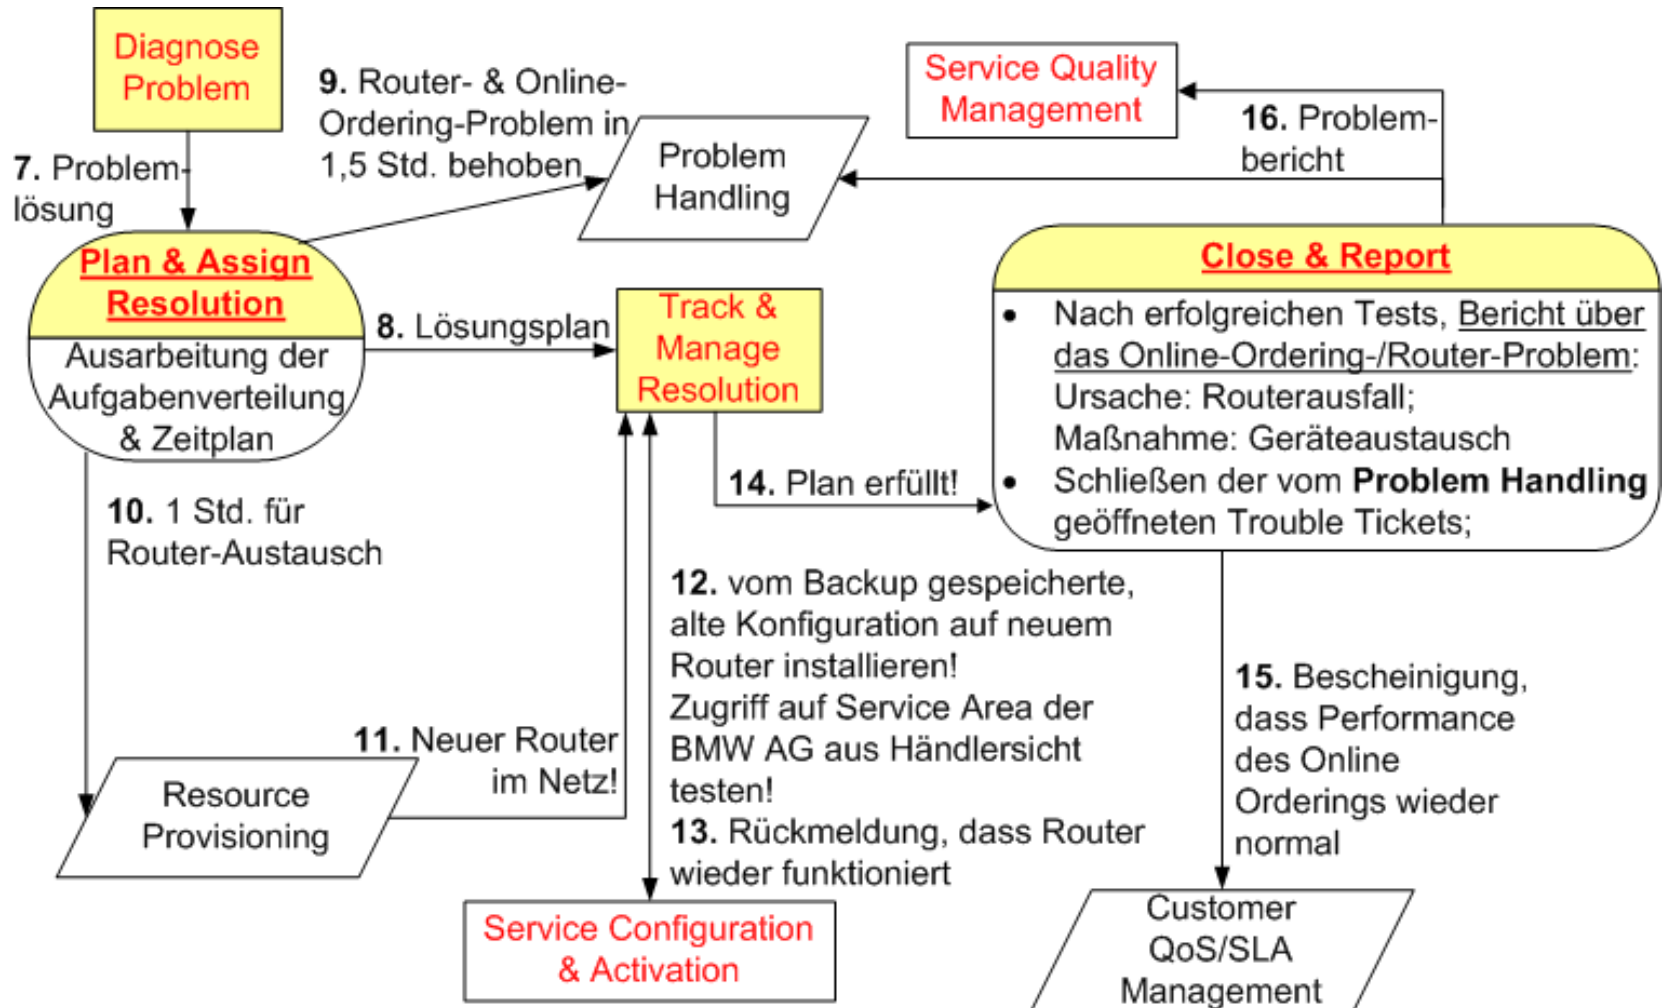 Diagnose
Problem
7. Problem-
lösung
9. Router- & Online-
Ordering-Problem in
1,5 Std. behoben
Problem
Handling
Service Quality
Management
16. Problem-
bericht
Plan & Assign
Resolution
Ausarbeitung der
Aufgabenverteilung
& Zeitplan
8. Lösungsplan
Track &
Manage
Resolution
Close & Report
• Nach erfolgreichen Tests, Bericht über
das Online-Ordering-/Router-Problem:
Ursache: Routerausfall;
Maßnahme: Geräteaustausch
• Schließen der vom Problem Handling
geöffneten Trouble Tickets;
14. Plan erfüllt!
10. 1 Std. für
Router-Austausch
11. Neuer Router
im Netz!
Resource
Provisioning
12. vom Backup gespeicherte,
alte Konfiguration auf neuem
Router installieren!
Zugriff auf Service Area der
BMW AG aus Händlersicht
testen!
13. Rückmeldung, dass Router
wieder funktioniert
15. Bescheinigung,
dass Performance
des Online
Orderings wieder
normal
Service Configuration
& Activation
Customer
QoS/SLA
Management